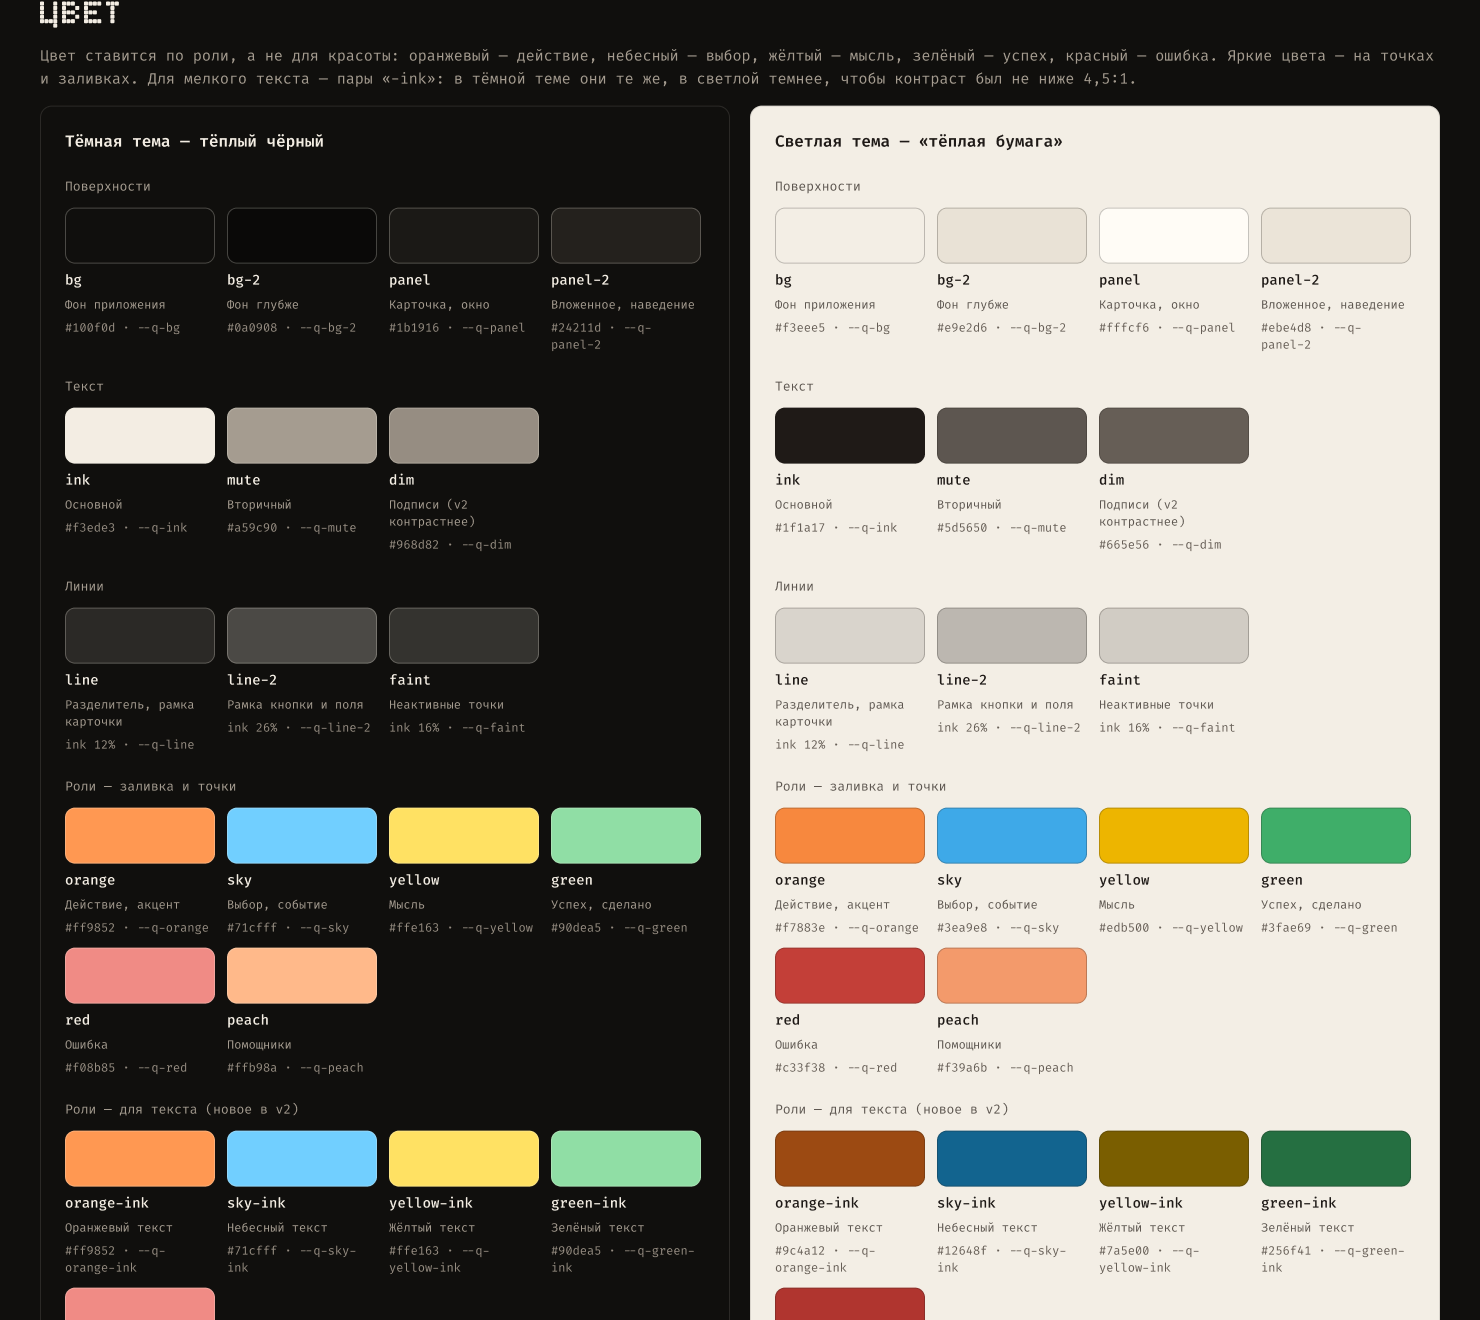 ЦВЕТ
Цвет ставится по роли, а не для красоты: оранжевый — действие, небесный — выбор, жёлтый — мысль, зелёный — успех, красный — ошибка. Яркие цвета — на точках
и заливках. Для мелкого текста — пары «-ink»: в тёмной теме они те же, в светлой темнее, чтобы контраст был не ниже 4,5:1.
Тёмная тема — тёплый чёрный
Поверхности
bg bg-2 panel panel-2
Фон приложения Фон глубже Карточка, окно Вложенное, наведение
#100f0d · --q-bg #0a0908 · --q-bg-2 #1b1916 · --q-panel #24211d · --q-
panel-2
Текст
ink mute dim
Основной Вторичный Подписи (v2
контрастнее)
#f3ede3 · --q-ink #a59c90 · --q-mute
#968d82 · --q-dim
Линии
line line-2 faint
Разделитель, рамка Рамка кнопки и поля Неактивные точки
карточки
ink 26% · --q-line-2 ink 16% · --q-faint
ink 12% · --q-line
Роли — заливка и точки
orange sky yellow green
Действие, акцент Выбор, событие Мысль Успех, сделано
#ff9852 · --q-orange #71cfff · --q-sky #ffe163 · --q-yellow #90dea5 · --q-green
red peach
Ошибка Помощники
#f08b85 · --q-red #ffb98a · --q-peach
Роли — для текста (новое в v2)
orange-ink sky-ink yellow-ink green-ink
Оранжевый текст Небесный текст Жёлтый текст Зелёный текст
#ff9852 · --q- #71cfff · --q-sky- #ffe163 · --q- #90dea5 · --q-green-
orange-ink ink yellow-ink ink
Светлая тема — «тёплая бумага»
Поверхности
bg bg-2 panel panel-2
Фон приложения Фон глубже Карточка, окно Вложенное, наведение
#f3eee5 · --q-bg #e9e2d6 · --q-bg-2 #fffcf6 · --q-panel #ebe4d8 · --q-
panel-2
Текст
ink mute dim
Основной Вторичный Подписи (v2
контрастнее)
#1f1a17 · --q-ink #5d5650 · --q-mute
#665e56 · --q-dim
Линии
line line-2 faint
Разделитель, рамка Рамка кнопки и поля Неактивные точки
карточки
ink 26% · --q-line-2 ink 16% · --q-faint
ink 12% · --q-line
Роли — заливка и точки
orange sky yellow green
Действие, акцент Выбор, событие Мысль Успех, сделано
#f7883e · --q-orange #3ea9e8 · --q-sky #edb500 · --q-yellow #3fae69 · --q-green
red peach
Ошибка Помощники
#c33f38 · --q-red #f39a6b · --q-peach
Роли — для текста (новое в v2)
orange-ink sky-ink yellow-ink green-ink
Оранжевый текст Небесный текст Жёлтый текст Зелёный текст
#9c4a12 · --q- #12648f · --q-sky- #7a5e00 · --q- #256f41 · --q-green-
orange-ink ink yellow-ink ink